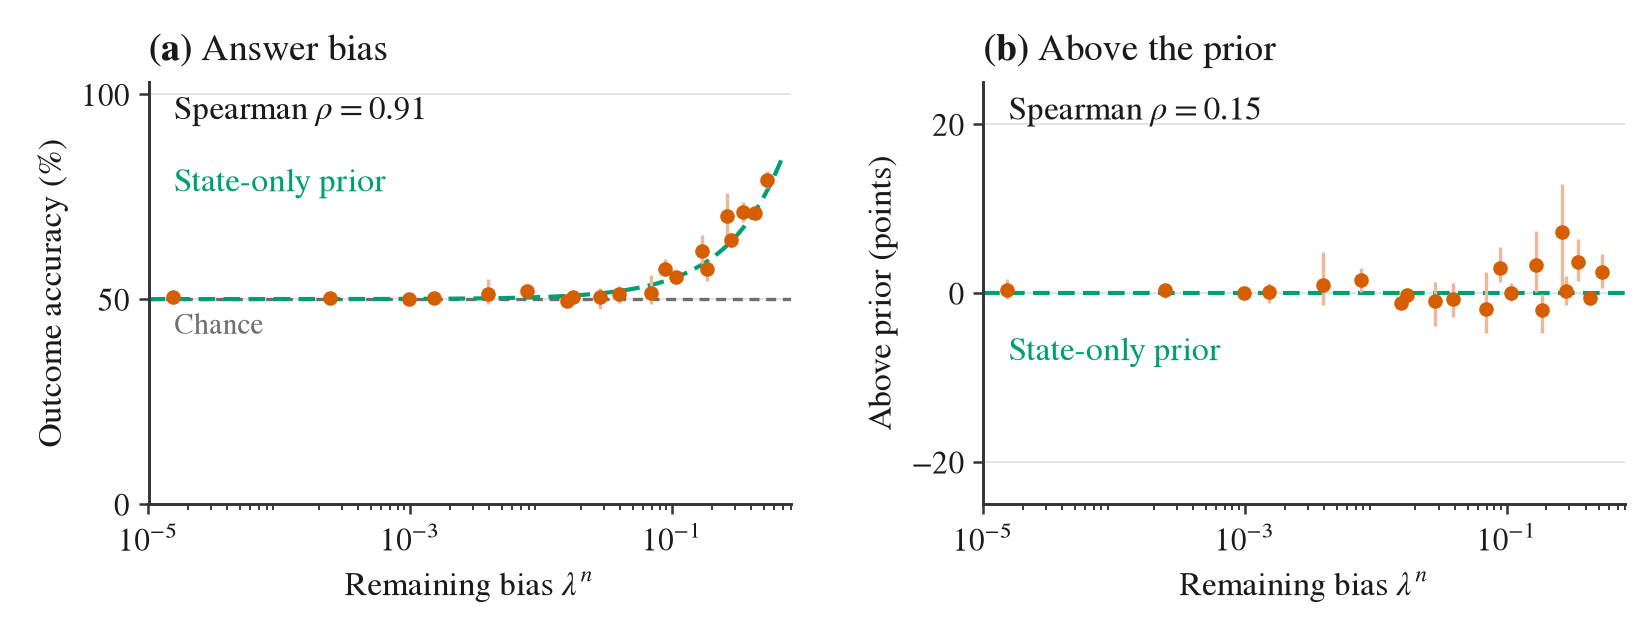 (a) Answer bias
Outcome accuracy (%)
100
50
0
Spearman ρ = 0.91
State-only prior
Chance
10⁻⁵
10⁻³
10⁻¹
Remaining bias λⁿ
(b) Above the prior
Above prior (points)
20
0
−20
Spearman ρ = 0.15
State-only prior
10⁻⁵
10⁻³
10⁻¹
Remaining bias λⁿ